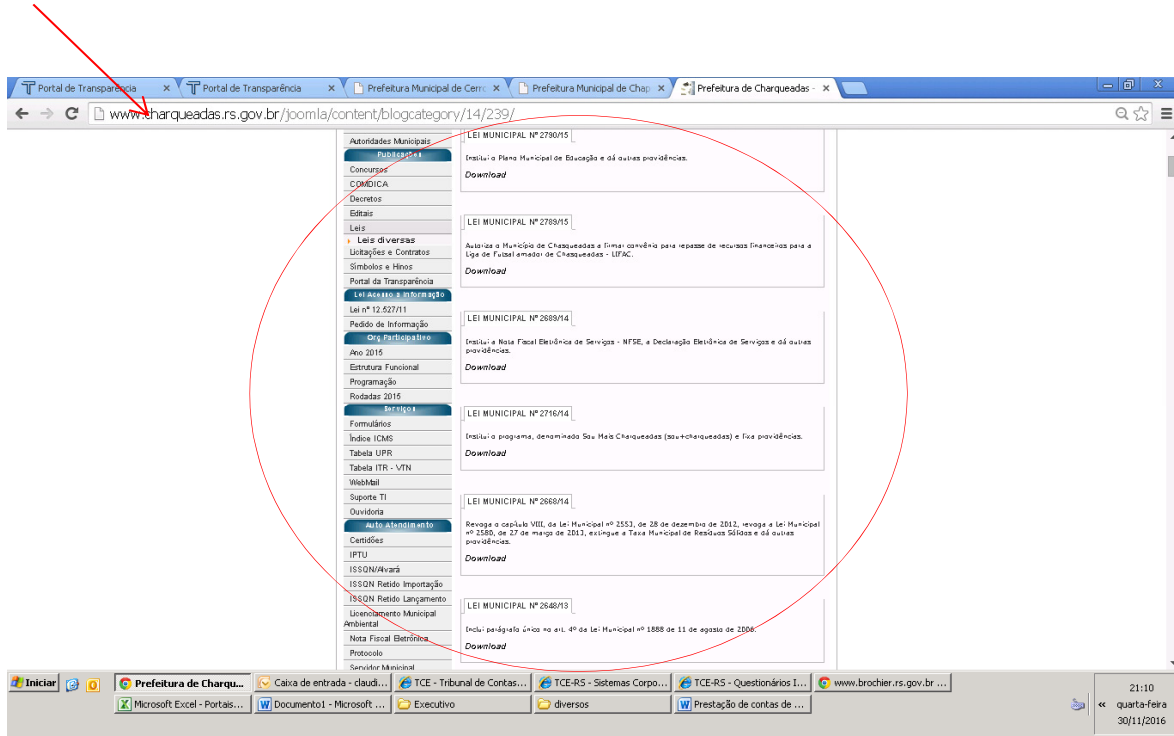 Portal de Transparência
Portal de Transparência
Prefeitura Municipal de Cerro
Prefeitura Municipal de Chap
Prefeitura de Charqueadas -
www.charqueadas.rs.gov.br/joomla/content/blogcategory/14/239/
Autoridades Municipais
Publicações
Concursos
COMDICA
Decretos
Editais
Leis
Leis diversas
Licitações e Contratos
Símbolos e Hinos
Portal da Transparência
Lei Acesso a Informação
Lei n° 12.527/11
Pedido de Informação
Orç Participativo
Ano 2015
Estrutura Funcional
Programação
Rodadas 2015
Serviços
Formulários
Índice ICMS
Tabela UPR
Tabela ITR - VTN
WebMail
Suporte TI
Ouvidoria
Auto Atendimento
Certidões
IPTU
ISSQN/Alvará
ISSQN Retido Importação
ISSQN Retido Lançamento
Licenciamento Municipal
Ambiental
Nota Fiscal Eletrônica
Protocolo
Servidor Municipal
LEI MUNICIPAL Nº 2790/15
Institui o Plano Municipal de Educação e dá outras providências.
Download
LEI MUNICIPAL Nº 2789/15
Autoriza o Município de Charqueadas a firmar convênio para repasse de recursos financeiros para a
Liga de Futsal amador de Charqueadas - LIFAC.
Download
LEI MUNICIPAL Nº 2689/14
Institui a Nota Fiscal Eletrônica de Serviços - NFSE, a Declaração Eletrônica de Serviços e dá outras
providências.
Download
LEI MUNICIPAL Nº 2716/14
Institui o programa, denominado Sou Mais Charqueadas (sou+charqueadas) e fixa providências.
Download
LEI MUNICIPAL Nº 2668/14
Revoga o capítulo VIII, da Lei Municipal nº 2553, de 28 de dezembro de 2012, revoga a Lei Municipal
nº 2580, de 27 de março de 2013, extingue a Taxa Municipal de Resíduos Sólidos e dá outras
providências.
Download
LEI MUNICIPAL Nº 2648/13
Inclui parágrafo único no art. 4º da Lei Municipal nº 1888 de 11 de agosto de 2006.
Download
Iniciar
Prefeitura de Charqu...
Caixa de entrada - claudi...
TCE - Tribunal de Contas...
TCE-RS - Sistemas Corpo...
TCE-RS - Questionários I...
www.brochier.rs.gov.br ...
Microsoft Excel - Portais...
Documento1 - Microsoft ...
Executivo
diversos
Prestação de contas de ...
21:10
quarta-feira
30/11/2016